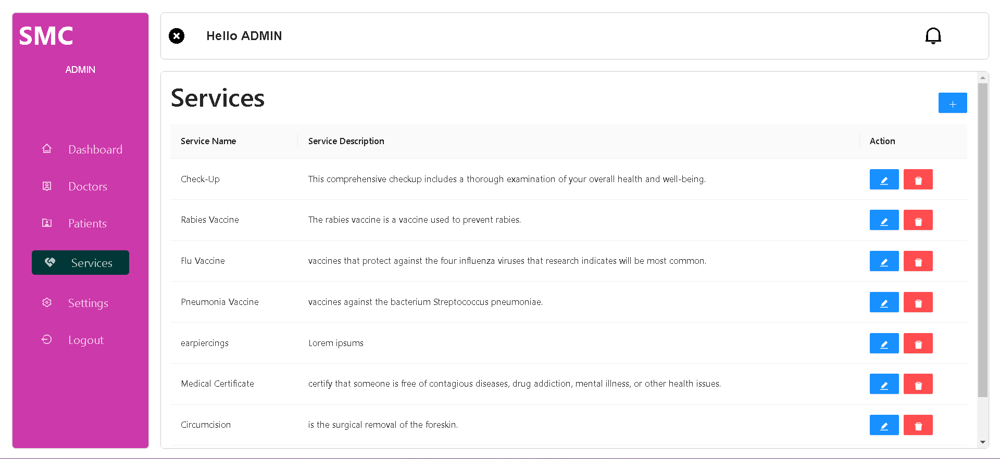 SMC
ADMIN
Dashboard
Doctors
Patients
Services
Settings
Logout
Hello ADMIN
Services
Service Name Service Description Action
Check-Up This comprehensive checkup includes a thorough examination of your overall health and well-being.
Rabies Vaccine The rabies vaccine is a vaccine used to prevent rabies.
Flu Vaccine vaccines that protect against the four influenza viruses that research indicates will be most common.
Pneumonia Vaccine vaccines against the bacterium Streptococcus pneumoniae.
earpiercings Lorem ipsums
Medical Certificate certify that someone is free of contagious diseases, drug addiction, mental illness, or other health issues.
Circumcision is the surgical removal of the foreskin.